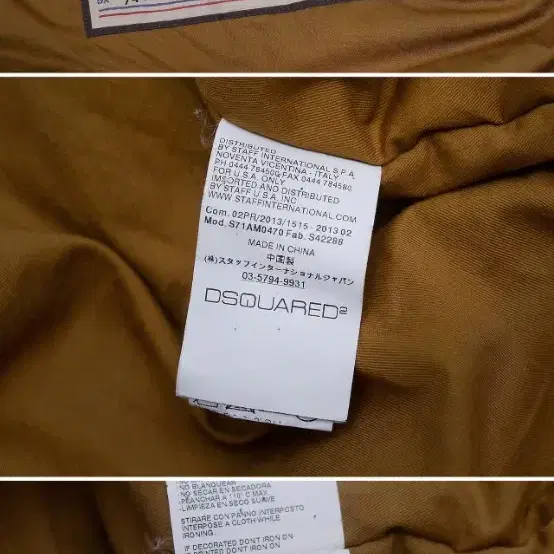 DISTRIBUTED
BY STAFF INTERNATIONAL S.P.A.
NOVENTA VICENTINA - ITALY
PH 0444 784500-FAX 0444 784580
FOR U.S.A. ONLY
IMPORTED AND DISTRIBUTED
BY STAFF U.S.A. INC
WWW.STAFFINTERNATIONAL.COM
Com. 02PR/2013/1515 - 2013 02
Mod. S71AM0470 Fab. S42286
MADE IN CHINA
中国製
(株)スタッフインターナショナルジャパン
03-5794-9931
DSQUARED2
NO BLANQUEAR
NO SECAR EN SECADORA
PLANCHAR A 110° C MAX
-LIMPIEZA EN SECO SUAVE
STIRARE CON PANNO INTERPOSTO
INTERPOSE A CLOTH WHILE
IRONING.
IF DECORATED DON'T IRON ON